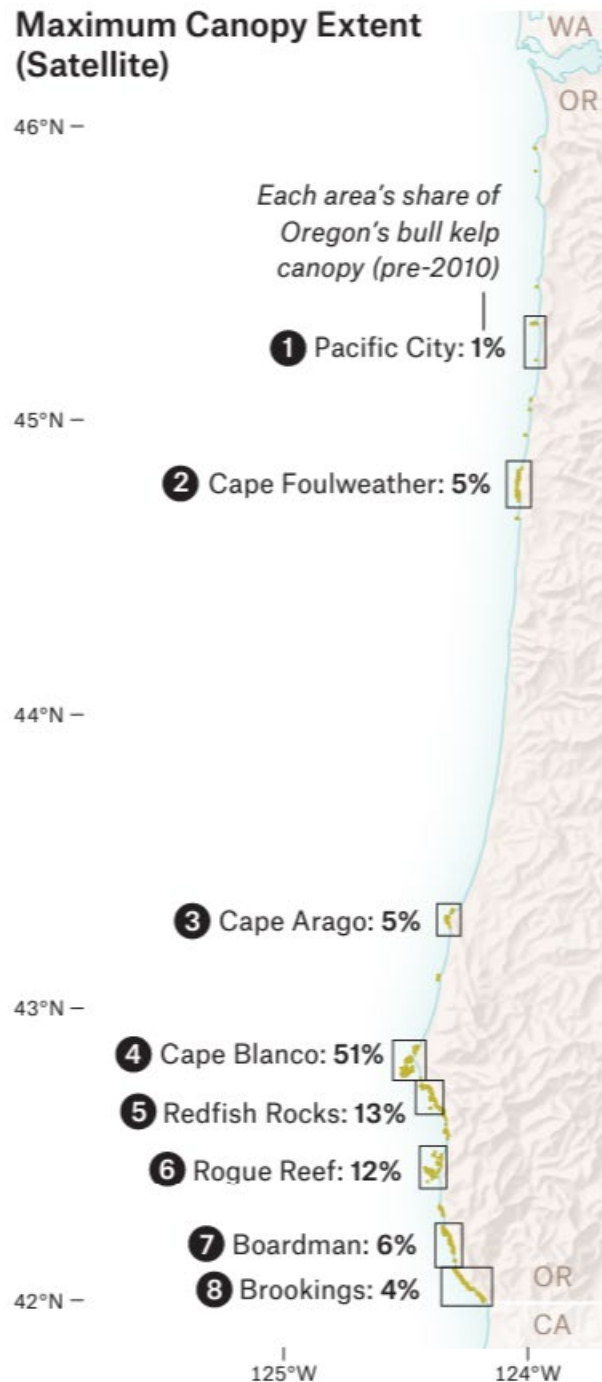 Maximum Canopy Extent
(Satellite)
WA
OR
46°N
Each area's share of
Oregon's bull kelp
canopy (pre-2010)
1 Pacific City: 1%
45°N
2 Cape Foulweather: 5%
44°N
3 Cape Arago: 5%
43°N
4 Cape Blanco: 51%
5 Redfish Rocks: 13%
6 Rogue Reef: 12%
7 Boardman: 6%
8 Brookings: 4%
OR
42°N
CA
125°W
124°W